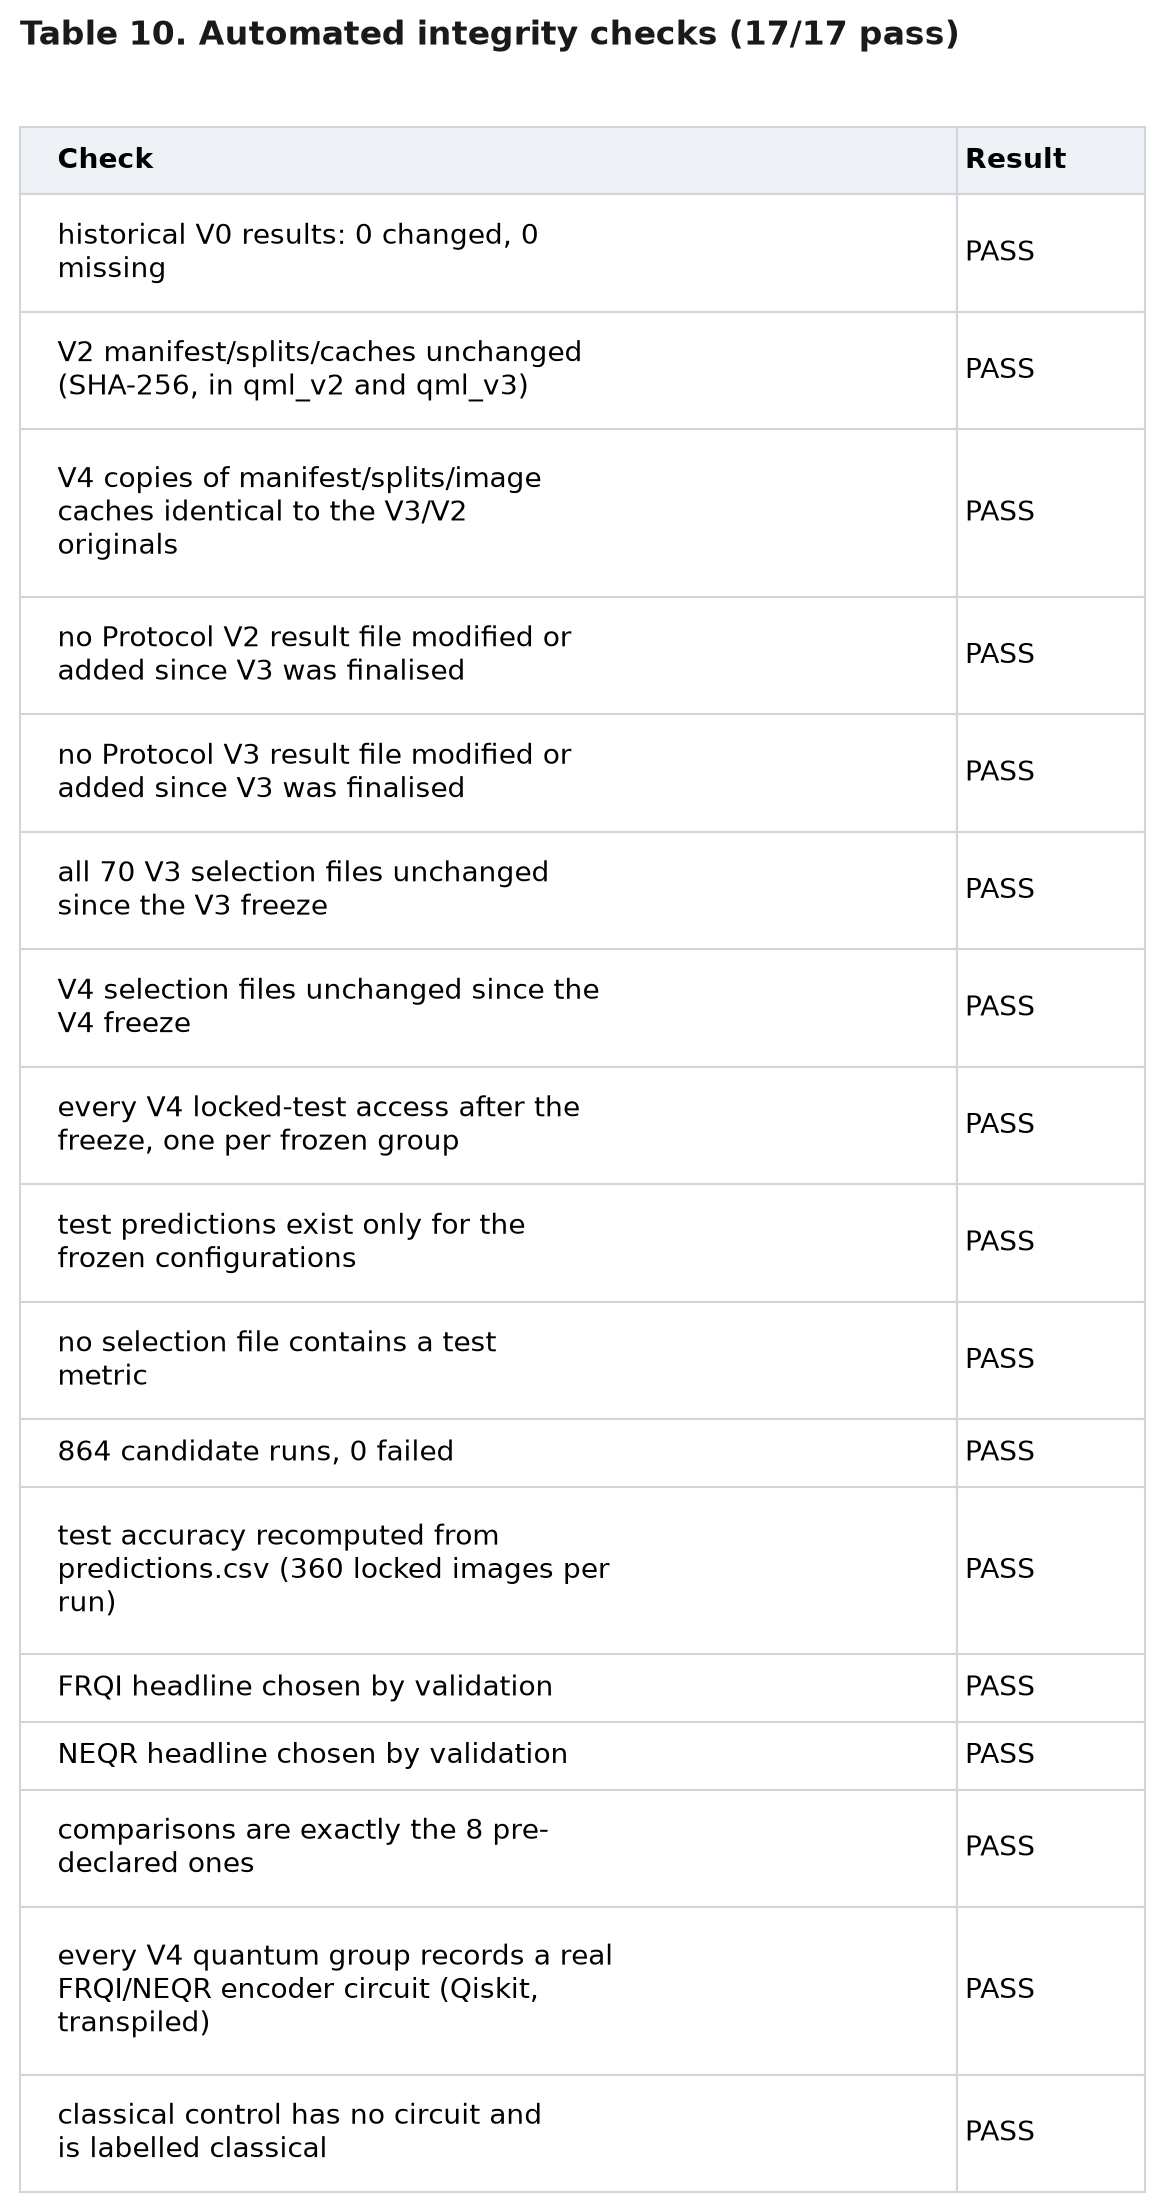 Table 10. Automated integrity checks (17/17 pass)
Check
Result
historical V0 results: 0 changed, 0
missing
PASS
V2 manifest/splits/caches unchanged
(SHA-256, in qml_v2 and qml_v3)
PASS
V4 copies of manifest/splits/image
caches identical to the V3/V2
originals
PASS
no Protocol V2 result file modified or
added since V3 was finalised
PASS
no Protocol V3 result file modified or
added since V3 was finalised
PASS
all 70 V3 selection files unchanged
since the V3 freeze
PASS
V4 selection files unchanged since the
V4 freeze
PASS
every V4 locked-test access after the
freeze, one per frozen group
PASS
test predictions exist only for the
frozen configurations
PASS
no selection file contains a test
metric
PASS
864 candidate runs, 0 failed
PASS
test accuracy recomputed from
predictions.csv (360 locked images per
run)
PASS
FRQI headline chosen by validation
PASS
NEQR headline chosen by validation
PASS
comparisons are exactly the 8 pre-
declared ones
PASS
every V4 quantum group records a real
FRQI/NEQR encoder circuit (Qiskit,
transpiled)
PASS
classical control has no circuit and
is labelled classical
PASS